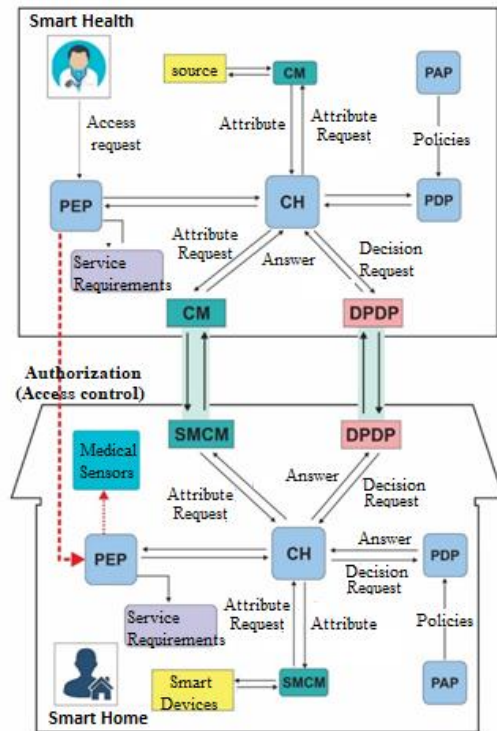 Smart Health
source
CM
PAP
Access
request
Attribute
Attribute
Request
Policies
PEP
CH
PDP
Service
Requirements
Attribute
Request
Answer
Decision
Request
CM
DPDP
Authorization
(Access control)
SMCM
DPDP
Medical
Sensors
Attribute
Request
Answer
Decision
Request
PEP
CH
Answer
Decision
Request
PDP
Service
Requirements
Attribute
Request
Attribute
Policies
Smart
Devices
SMCM
PAP
Smart Home